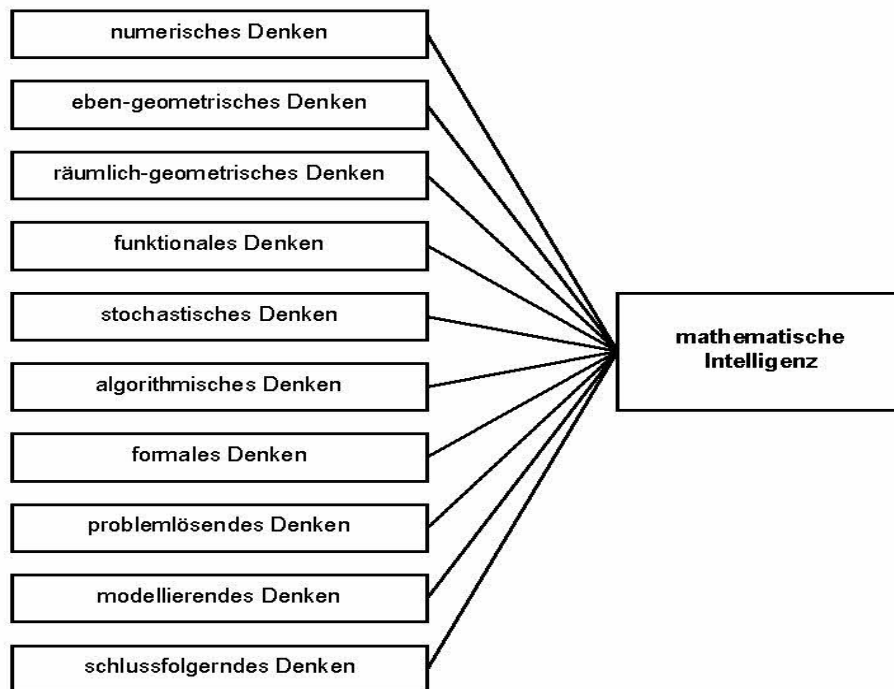 numerisches Denken
eben-geometrisches Denken
räumlich-geometrisches Denken
funktionales Denken
stochastisches Denken
algorithmisches Denken
formales Denken
problemlösendes Denken
modellierendes Denken
schlussfolgerndes Denken
mathematische
Intelligenz